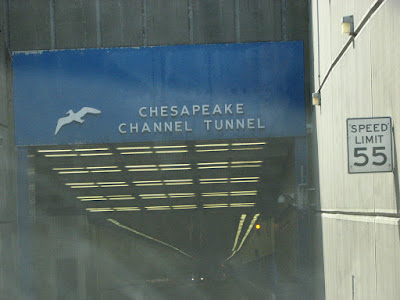 CHESAPEAKE
CHANNEL TUNNEL
SPEED
LIMIT
55